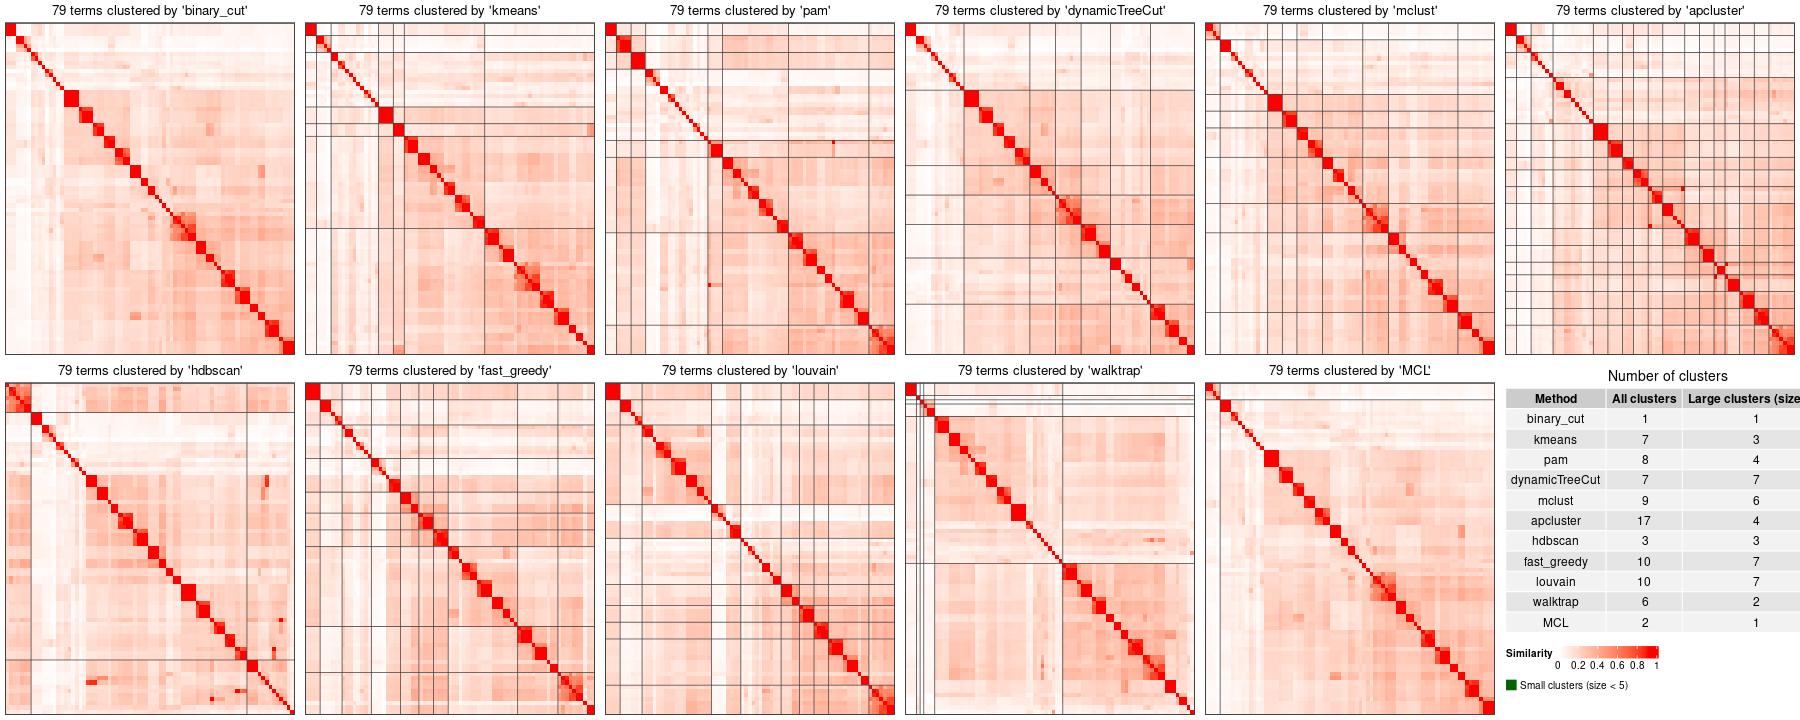 79 terms clustered by 'binary_cut'
79 terms clustered by 'kmeans'
79 terms clustered by 'pam'
79 terms clustered by 'dynamicTreeCut'
79 terms clustered by 'mclust'
79 terms clustered by 'apcluster'
79 terms clustered by 'hdbscan'
79 terms clustered by 'fast_greedy'
79 terms clustered by 'louvain'
79 terms clustered by 'walktrap'
79 terms clustered by 'MCL'
Number of clusters
Method All clusters Large clusters (size
binary_cut 1 1
kmeans 7 3
pam 8 4
dynamicTreeCut 7 7
mclust 9 6
apcluster 17 4
hdbscan 3 3
fast_greedy 10 7
louvain 10 7
walktrap 6 2
MCL 2 1
Similarity
0 0.2 0.4 0.6 0.8 1
Small clusters (size < 5)